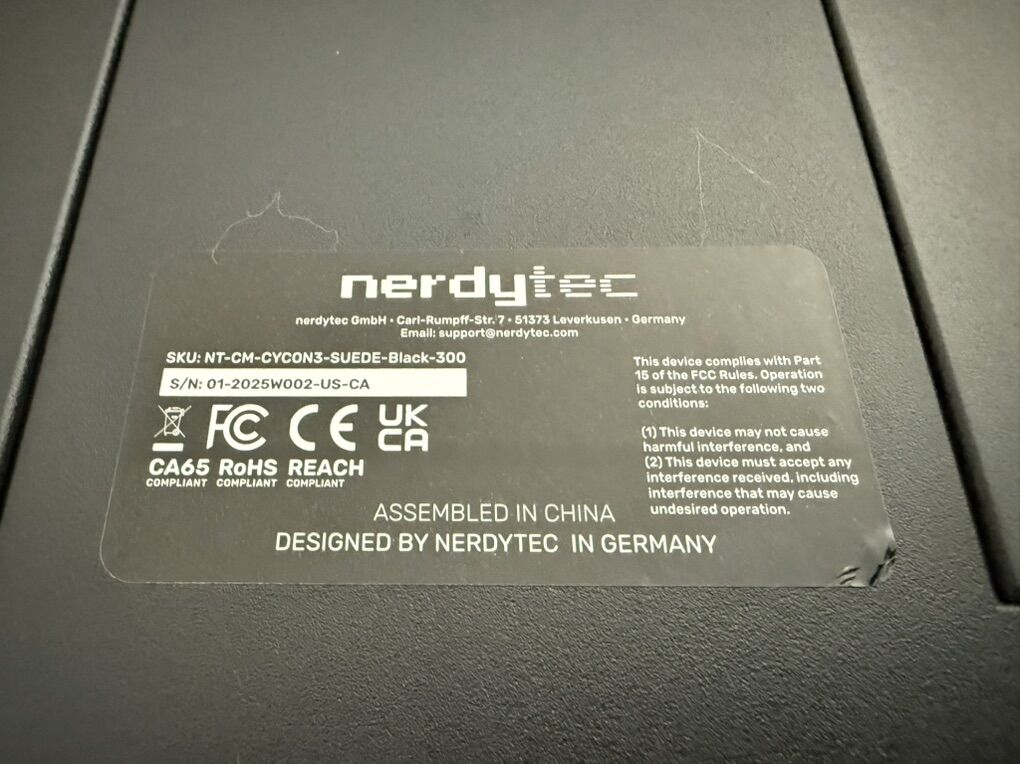 nerdytec
nerdytec GmbH • Carl-Rumpff-Str. 7 • 51373 Leverkusen • Germany
Email: support@nerdytec.com
SKU: NT-CM-CYCON3-SUEDE-Black-300
S/N: 01-2025W002-US-CA
FC CE UK
CA
CA65 RoHS REACH
COMPLIANT COMPLIANT COMPLIANT
This device complies with Part
15 of the FCC Rules. Operation
is subject to the following two
conditions:
(1) This device may not cause
harmful interference, and
(2) This device must accept any
interference received, including
interference that may cause
undesired operation.
ASSEMBLED IN CHINA
DESIGNED BY NERDYTEC IN GERMANY